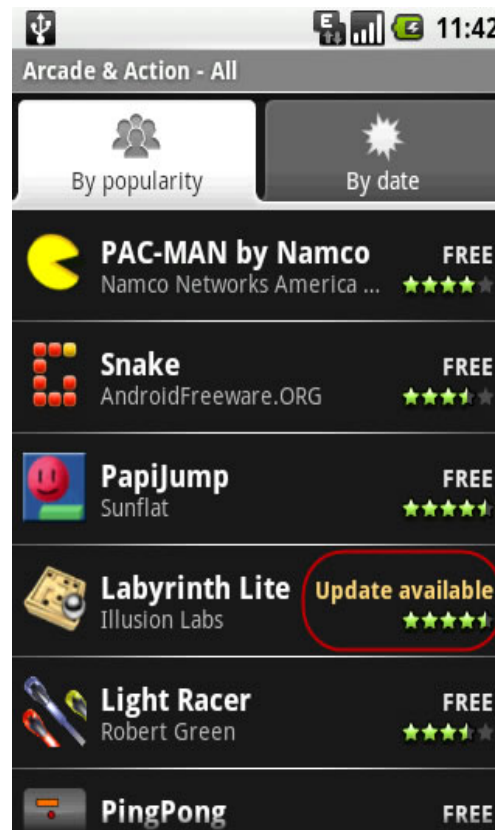 E
11:42
Arcade & Action - All
By popularity
By date
PAC-MAN by Namco
FREE
Namco Networks America ...
Snake
FREE
AndroidFreeware.ORG
PapiJump
FREE
Sunflat
Labyrinth Lite
Update available
Illusion Labs
Light Racer
FREE
Robert Green
PingPong
FREE